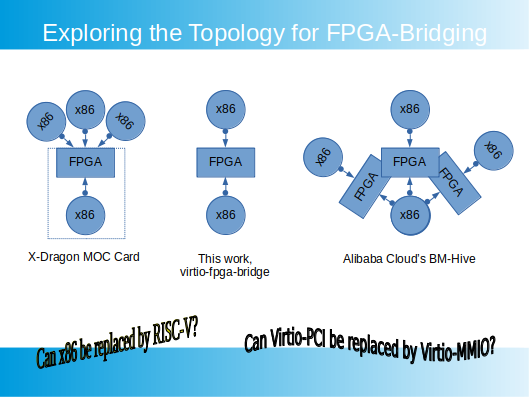 Exploring the Topology for FPGA-Bridging
x86
x86
x86
FPGA
x86
X-Dragon MOC Card
x86
FPGA
x86
This work,
virtio-fpga-bridge
x86
x86
x86
FPGA
FPGA
FPGA
x86
Alibaba Cloud's BM-Hive
Can x86 be replaced by RISC-V?
Can Virtio-PCI be replaced by Virtio-MMIO?